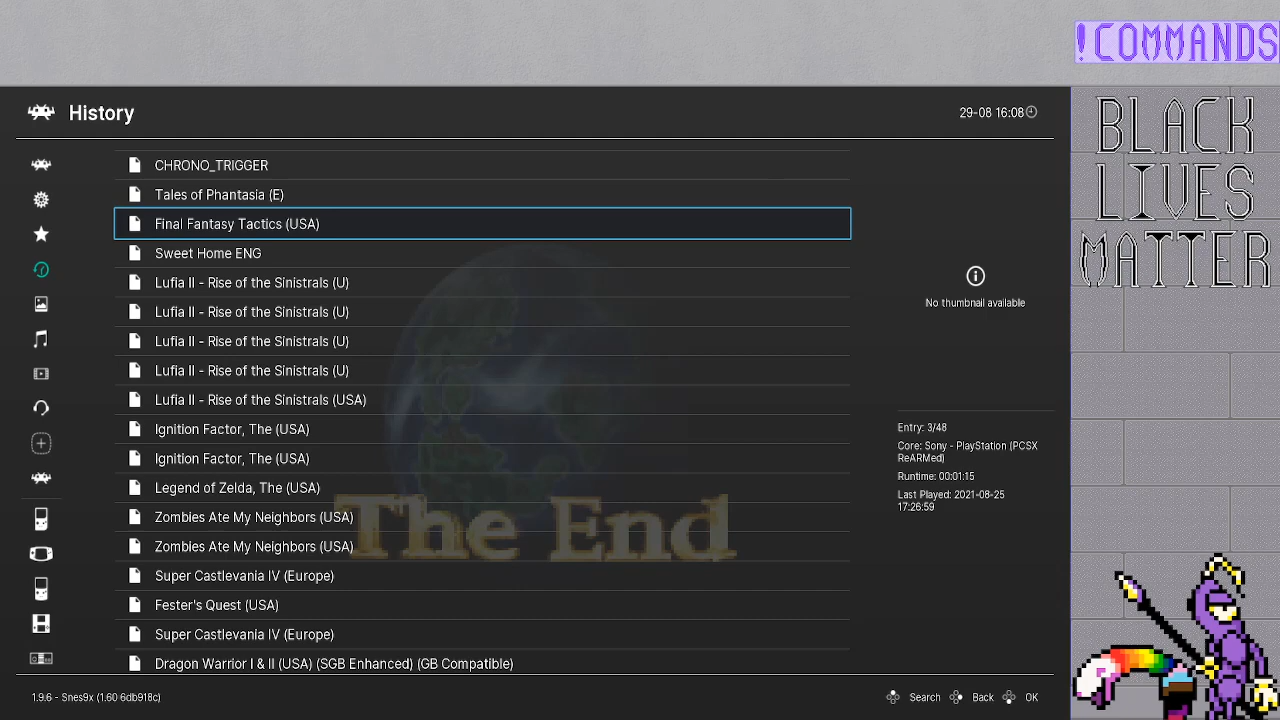 !COMMANDS
BLACK
LIVES
MATTER
History
29-08 16:08
CHRONO_TRIGGER
Tales of Phantasia (E)
Final Fantasy Tactics (USA)
Sweet Home ENG
Lufia II - Rise of the Sinistrals (U)
Lufia II - Rise of the Sinistrals (U)
Lufia II - Rise of the Sinistrals (U)
Lufia II - Rise of the Sinistrals (U)
Lufia II - Rise of the Sinistrals (USA)
Ignition Factor, The (USA)
Ignition Factor, The (USA)
Legend of Zelda, The (USA)
Zombies Ate My Neighbors (USA)
Zombies Ate My Neighbors (USA)
Super Castlevania IV (Europe)
Fester's Quest (USA)
Super Castlevania IV (Europe)
Dragon Warrior I & II (USA) (SGB Enhanced) (GB Compatible)
The End
No thumbnail available
Entry: 3/48
Core: Sony - PlayStation (PCSX
ReARMed)
Runtime: 00:01:15
Last Played: 2021-08-25
17:26:59
1.9.6 - Snes9x (1.60 6db918c)
Search
Back
OK